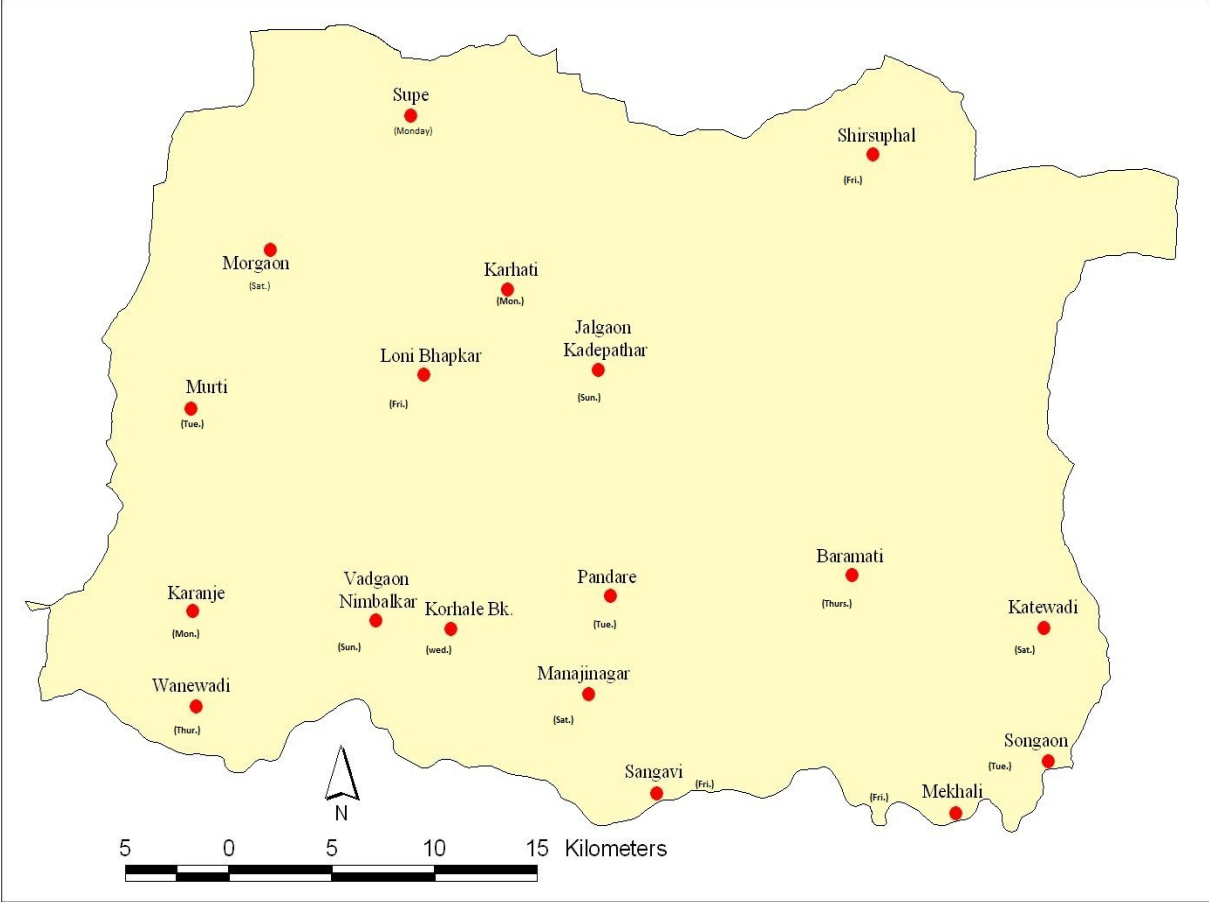 Supe
(Monday)
Shirsuphal
(Fri.)
Morgaon
(Sat.)
Karhati
(Mon.)
Jalgaon
Kadepathar
(Sun.)
Loni Bhapkar
(Fri.)
Murti
(Tue.)
Baramati
(Thurs.)
Karanje
(Mon.)
Vadgaon
Nimbalkar
(Sun.)
Korhale Bk.
(wed.)
Pandare
(Tue.)
Katewadi
(Sat.)
Wanewadi
(Thur.)
Manajinagar
(Sat.)
Songaon
(Tue.)
Sangavi
(Fri.)
Mekhali
(Fri.)
N
5 0 5 10 15 Kilometers